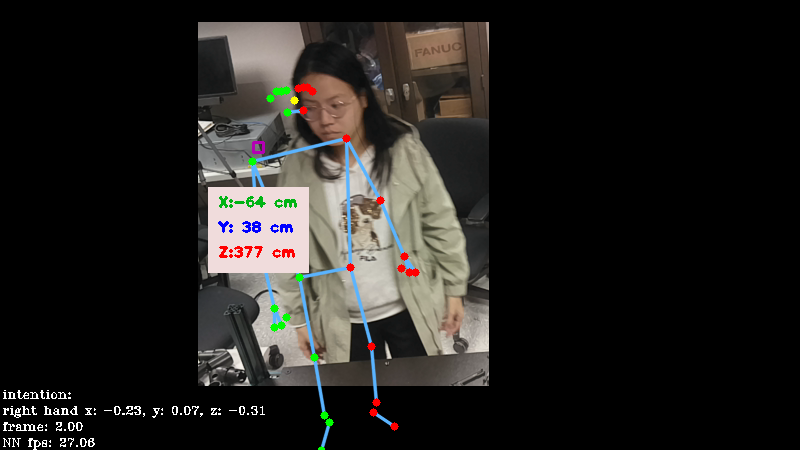 FANUC
X:-64 cm
Y: 38 cm
Z:377 cm
FILA
intention:
right hand x: -0.23, y: 0.07, z: -0.31
frame: 2.00
NN fps: 27.06